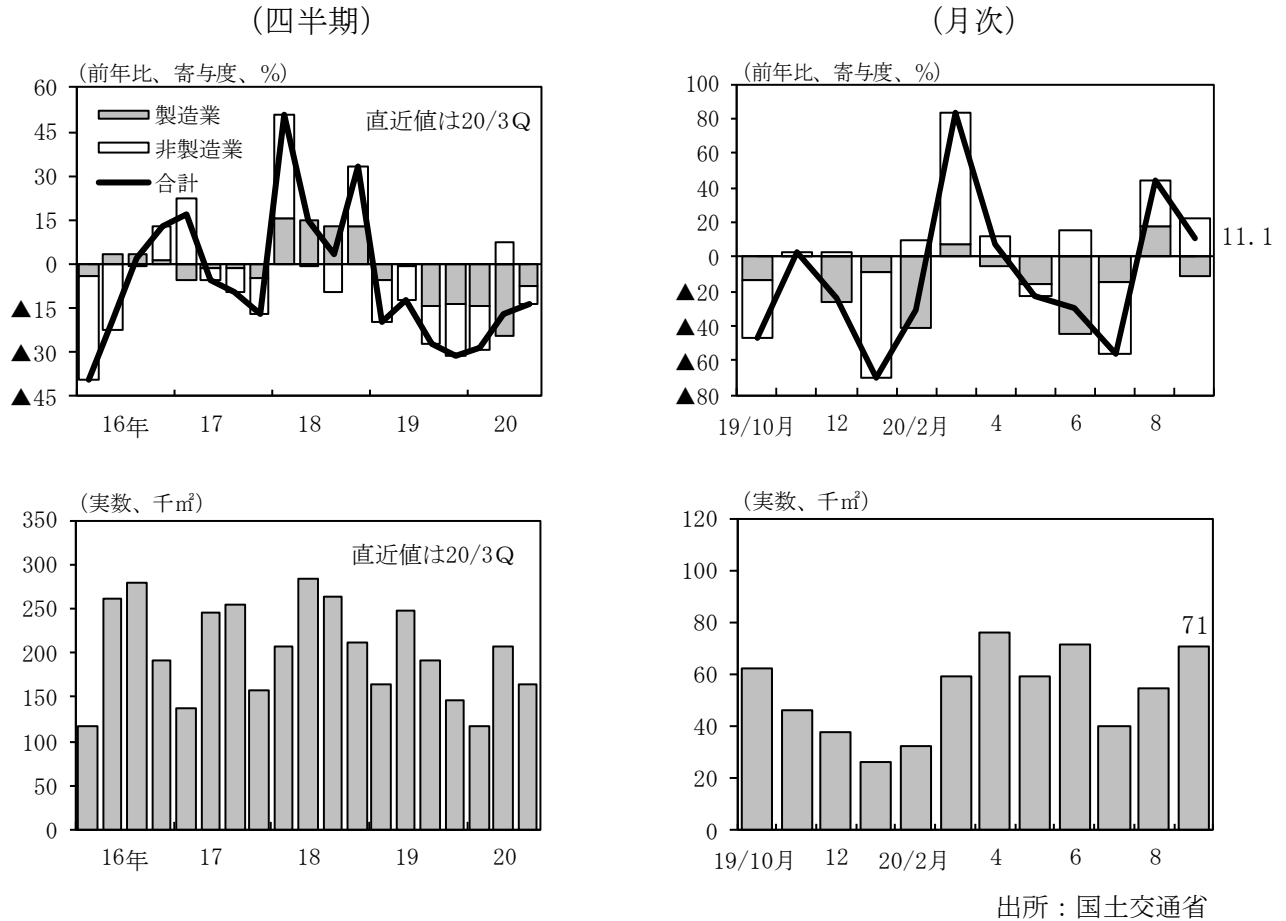 (四半期)
(前年比、寄与度、%)
60
45
30
15
0
▲15
▲30
▲45
製造業
非製造業
合計
直近値は20/3Q
16年 17 18 19 20
(月次)
(前年比、寄与度、%)
100
80
60
40
20
0
▲20
▲40
▲60
▲80
11.1
19/10月 12 20/2月 4 6 8
(実数、千㎡)
350
300
250
200
150
100
50
0
直近値は20/3Q
16年 17 18 19 20
(実数、千㎡)
120
100
80
60
40
20
0
71
19/10月 12 20/2月 4 6 8
出所:国土交通省